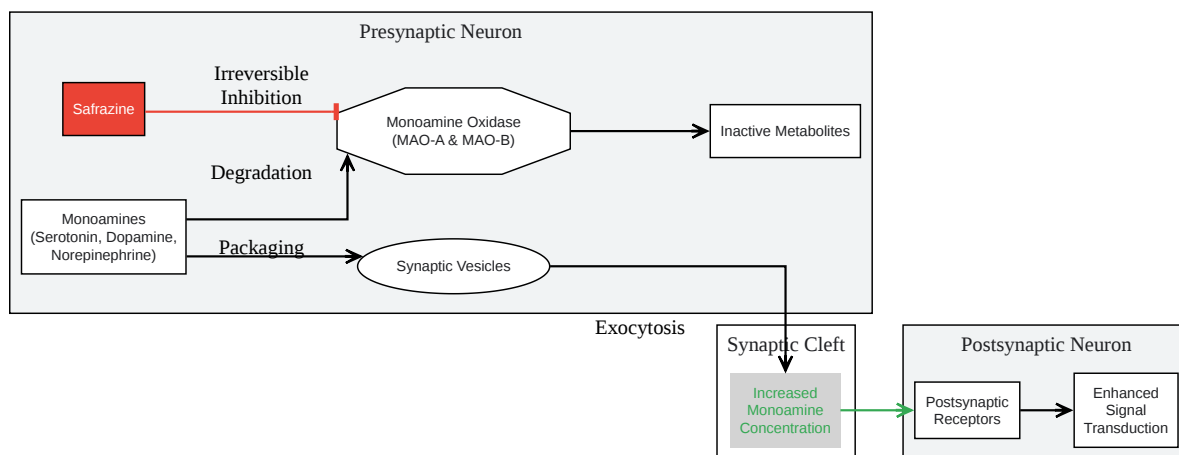 Presynaptic Neuron
Irreversible
Inhibition
Safrazine
Monoamine Oxidase
(MAO-A & MAO-B)
Inactive Metabolites
Degradation
Monoamines
(Serotonin, Dopamine,
Norepinephrine)
Packaging
Synaptic Vesicles
Exocytosis
Synaptic Cleft
Increased
Monoamine
Concentration
Postsynaptic Neuron
Postsynaptic
Receptors
Enhanced
Signal
Transduction